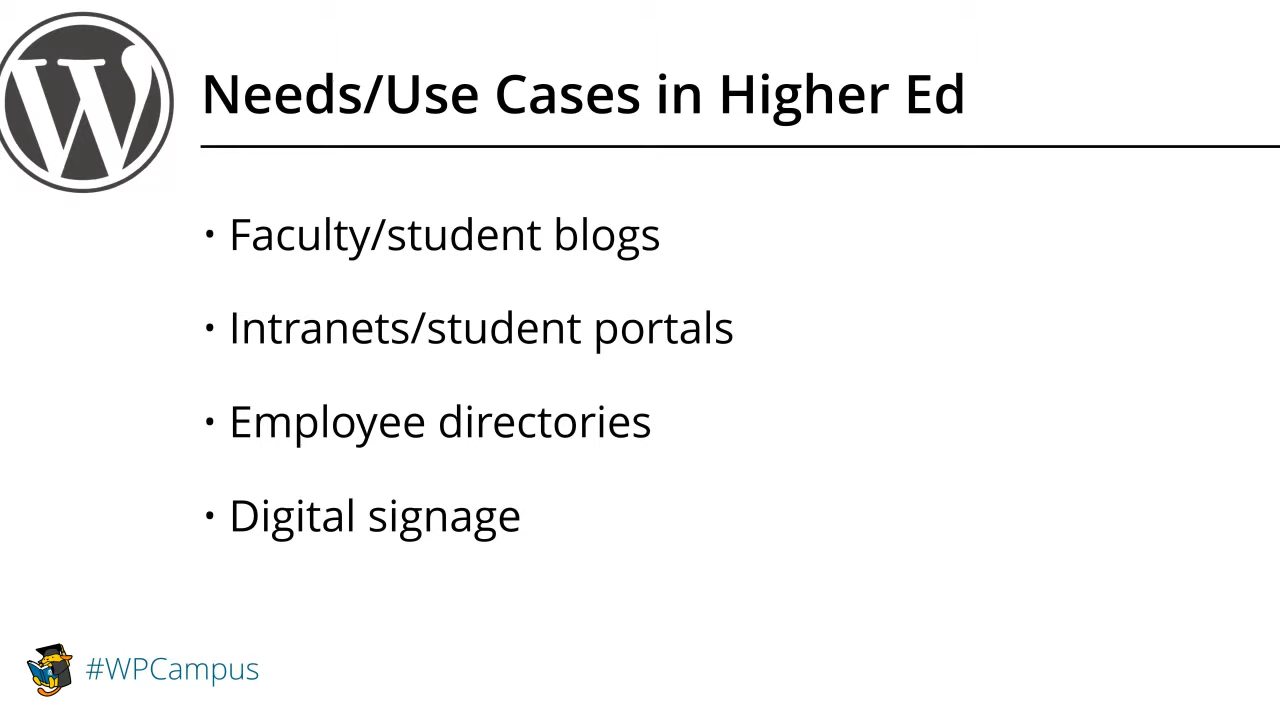 Needs/Use Cases in Higher Ed
• Faculty/student blogs
• Intranets/student portals
• Employee directories
• Digital signage
#WPCampus